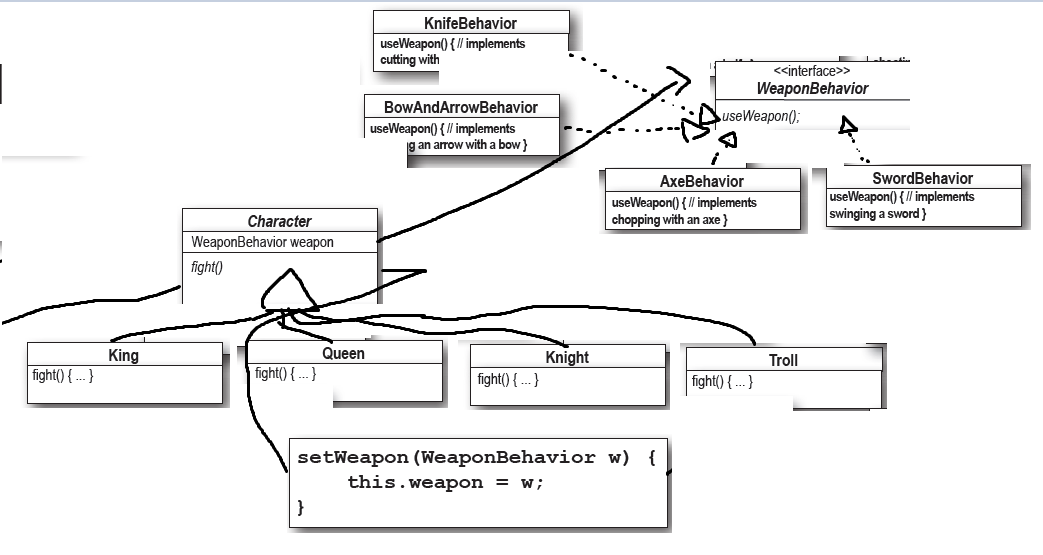 KnifeBehavior
useWeapon() { // implements
cutting with
<<interface>>
WeaponBehavior
useWeapon();
BowAndArrowBehavior
useWeapon() { // implements
g an arrow with a bow }
AxeBehavior
useWeapon() { // implements
chopping with an axe }
SwordBehavior
useWeapon() { // implements
swinging a sword }
Character
WeaponBehavior weapon
fight()
King
fight() { ... }
Queen
fight() { ... }
Knight
fight() { ... }
Troll
fight() { ... }
setWeapon(WeaponBehavior w) {
this.weapon = w;
}